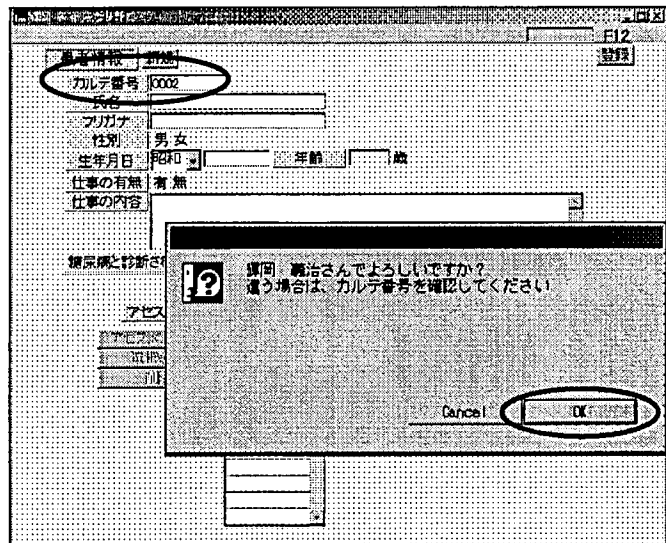 F12
患者情報 新規 登録
カルテ番号 0002
氏名
フリガナ
性別 男 女
生年月日 昭和 年齢 歳
仕事の有無 有 無
仕事の内容
糖尿病と診断さ
さんでよろしいですか？
違う場合は、カルテ番号を確認してください
アセス
Cancel OK